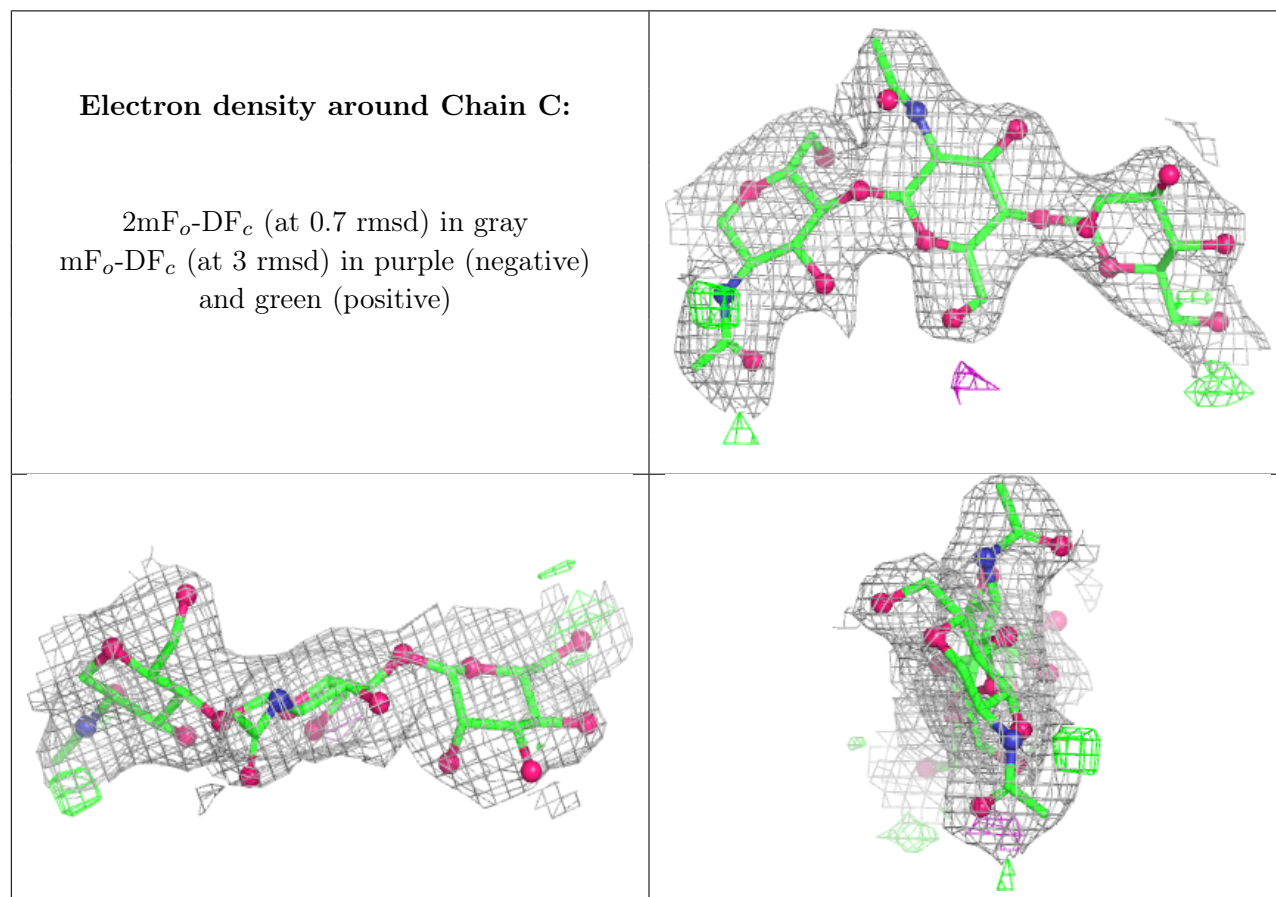 Electron density around Chain C:
2mFo-DFc (at 0.7 rmsd) in gray
mFo-DFc (at 3 rmsd) in purple (negative)
and green (positive)